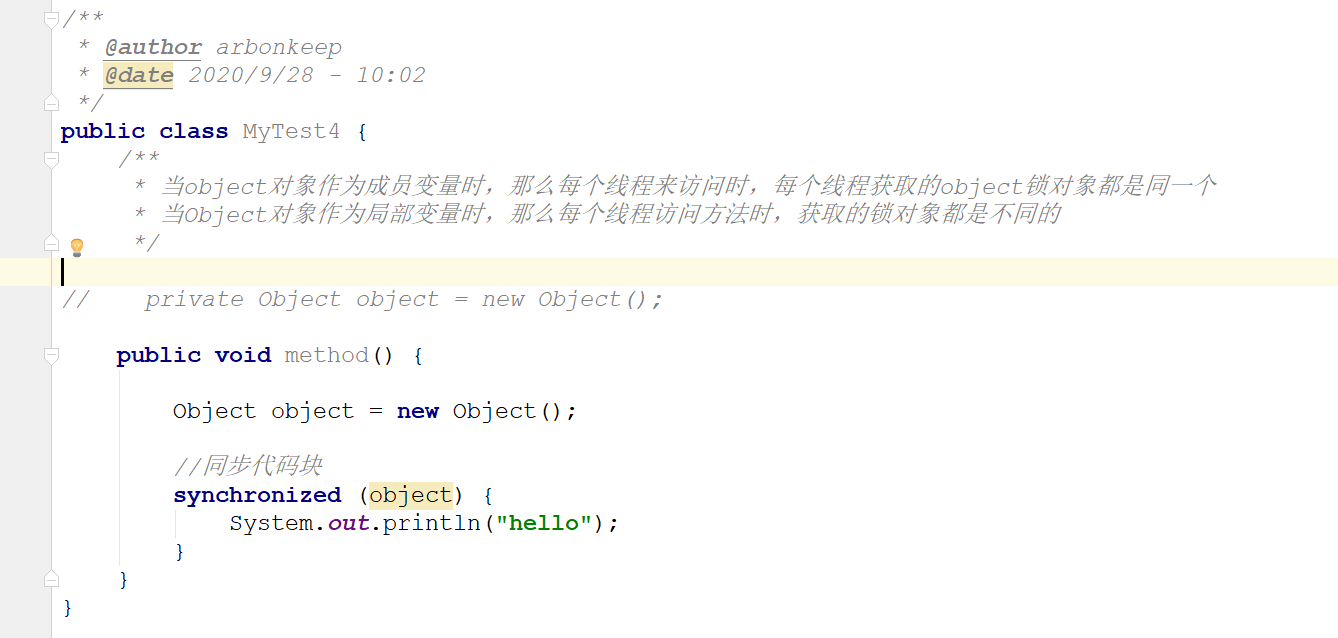 /**
 * @author arbonkeep
 * @date 2020/9/28 - 10:02
 */
public class MyTest4 {
    /**
     * 当object对象作为成员变量时，那么每个线程来访问时，每个线程获取的object锁对象都是同一个
     * 当Object对象作为局部变量时，那么每个线程访问方法时，获取的锁对象都是不同的
     */
//    private Object object = new Object();
    public void method() {
        Object object = new Object();
        //同步代码块
        synchronized (object) {
            System.out.println("hello");
        }
    }
}